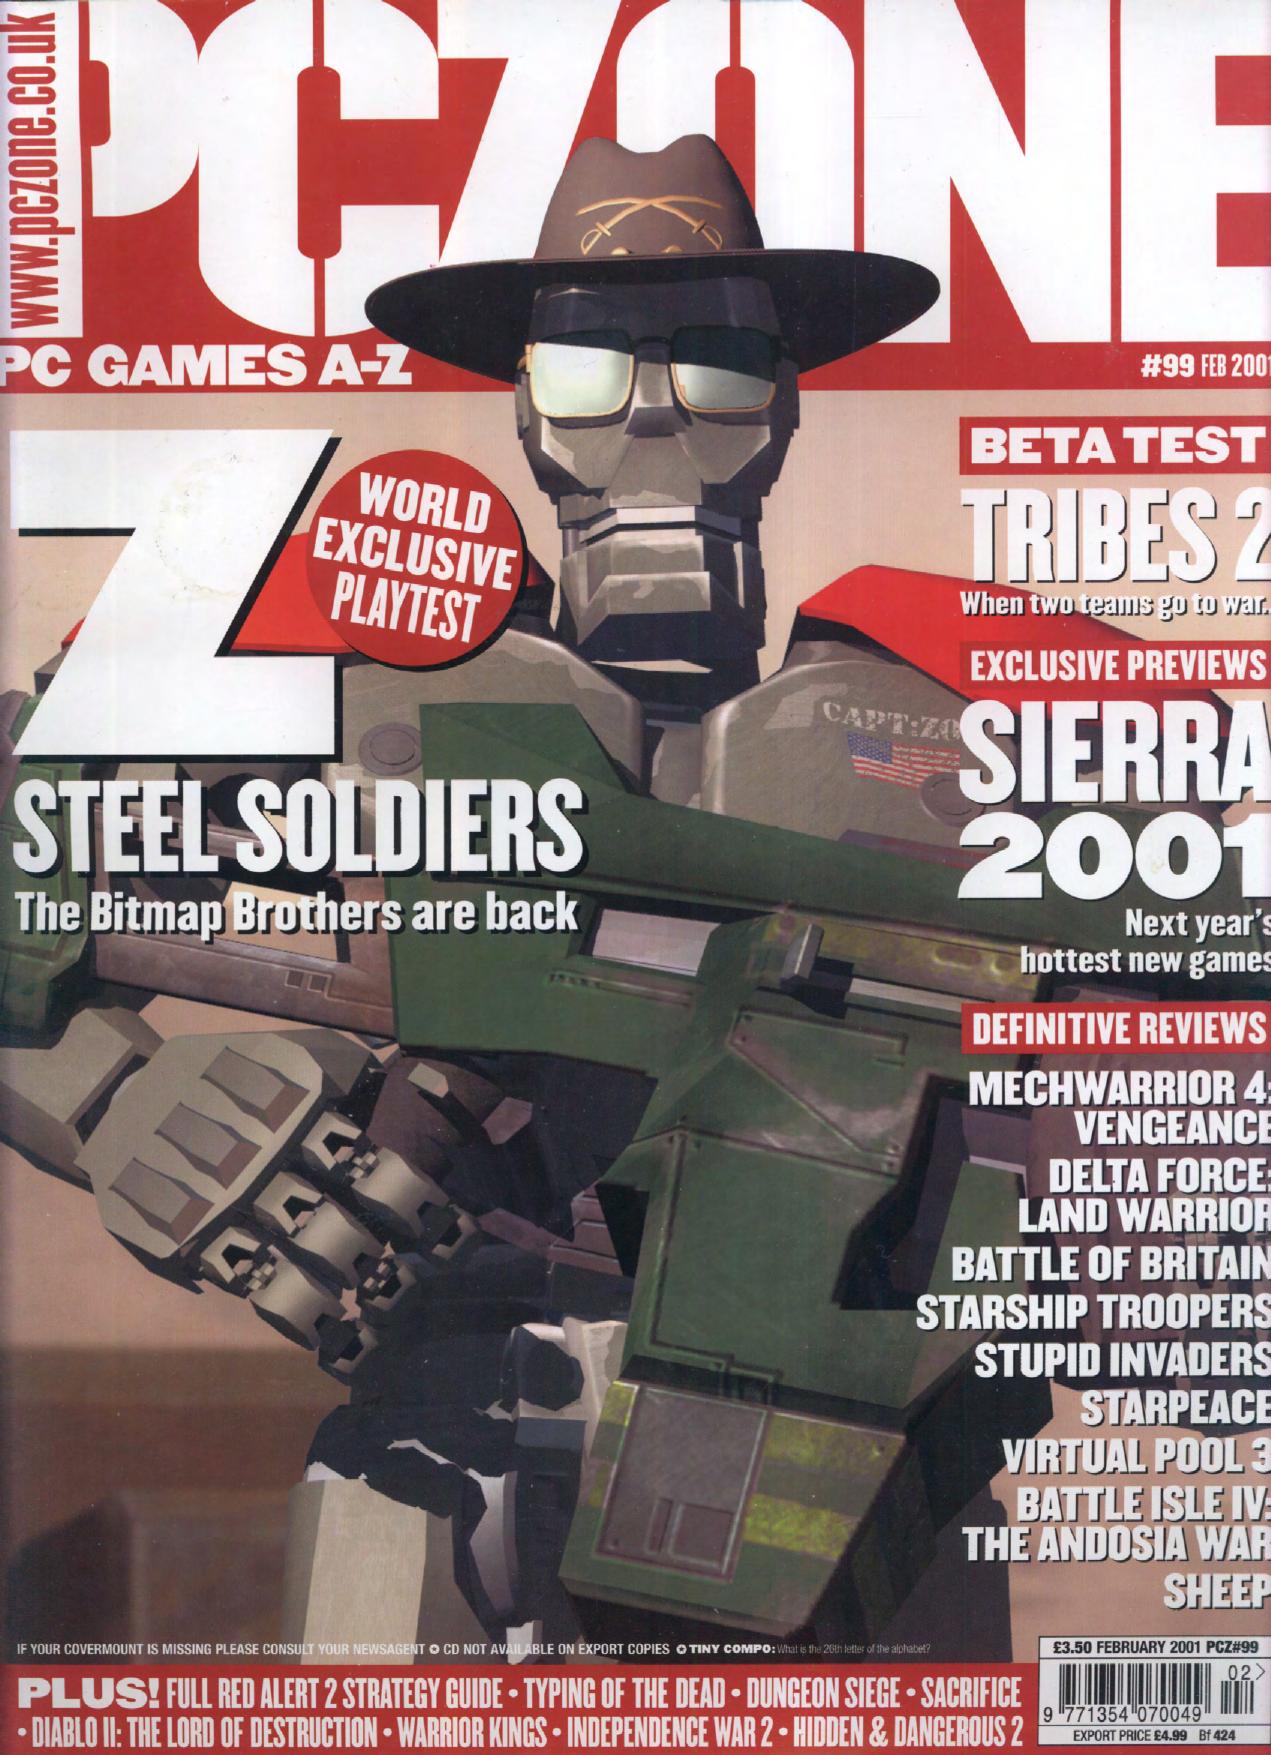 www.pczone.co.uk
PCZONE
PC GAMES A-Z
#99 FEB 2001
Z
WORLD
EXCLUSIVE
PLAYTEST
STEEL SOLDIERS
The Bitmap Brothers are back
CAPT:ZO
BETA TEST
TRIBES 2
When two teams go to war..
EXCLUSIVE PREVIEWS
SIERRA
2001
Next year's
hottest new games
DEFINITIVE REVIEWS
MECHWARRIOR 4:
VENGEANCE
DELTA FORCE:
LAND WARRIOR
BATTLE OF BRITAIN
STARSHIP TROOPERS
STUPID INVADERS
STARPEACE
VIRTUAL POOL 3
BATTLE ISLE IV:
THE ANDOSIA WAR
SHEEP
IF YOUR COVERMOUNT IS MISSING PLEASE CONSULT YOUR NEWSAGENT ✪ CD NOT AVAILABLE ON EXPORT COPIES ✪ TINY COMPO: What is the 26th letter of the alphabet?
PLUS! FULL RED ALERT 2 STRATEGY GUIDE • TYPING OF THE DEAD • DUNGEON SIEGE • SACRIFICE
• DIABLO II: THE LORD OF DESTRUCTION • WARRIOR KINGS • INDEPENDENCE WAR 2 • HIDDEN & DANGEROUS 2
£3.50 FEBRUARY 2001 PCZ#99
02>
9 771354 070049
EXPORT PRICE £4.99 Bf 424